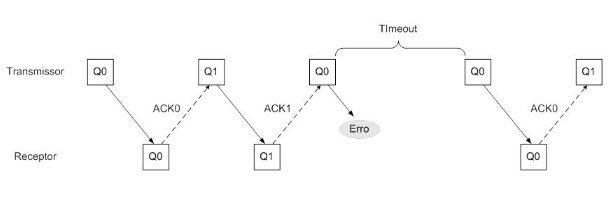 TImeout
Transmissor Q0 Q1 Q0 Q0 Q1
ACK0 ACK1 ACK0
Erro
Receptor Q0 Q1 Q0